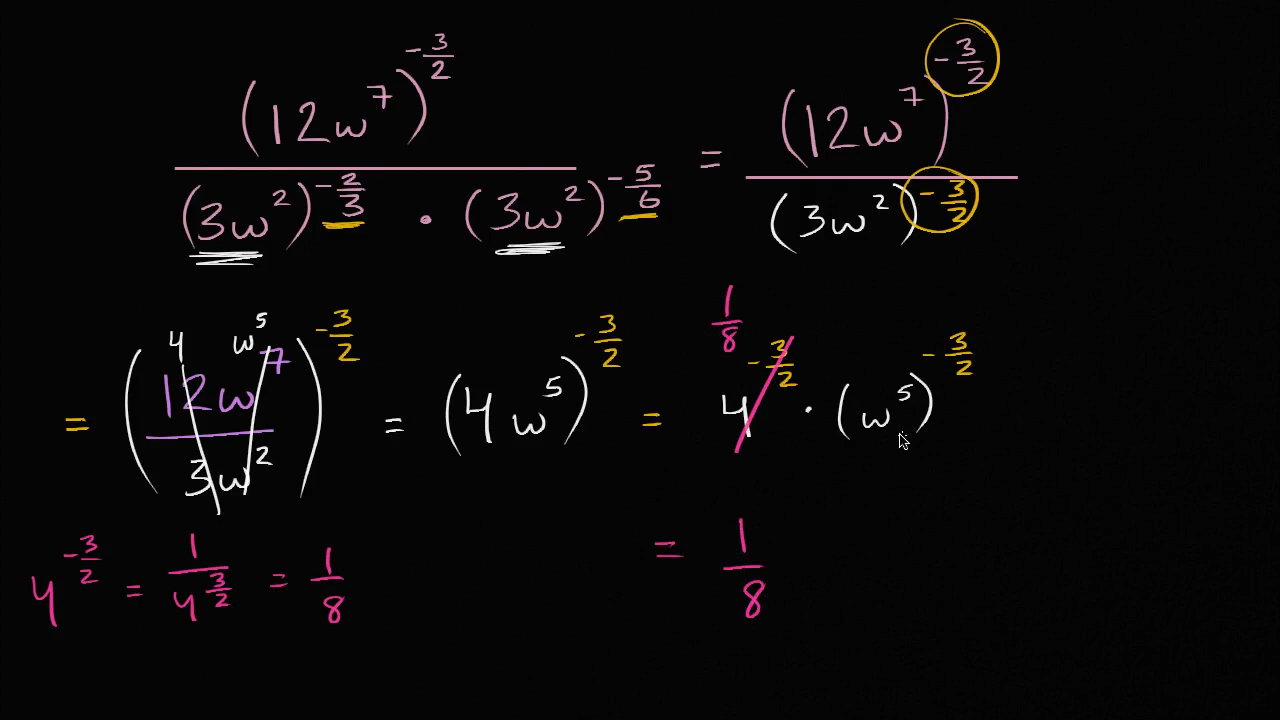 (12w^7)^{-3/2} / ((3w^2)^{-2/3} · (3w^2)^{-5/6}) = (12w^7)^{-3/2} / (3w^2)^{-3/2}
= (12w^7 / 3w^2)^{-3/2} 4 w^5 = (4w^5)^{-3/2} = 4^{-3/2} 1/8 · (w^5)^{-3/2}
4^{-3/2} = 1 / 4^{3/2} = 1/8
= 1/8